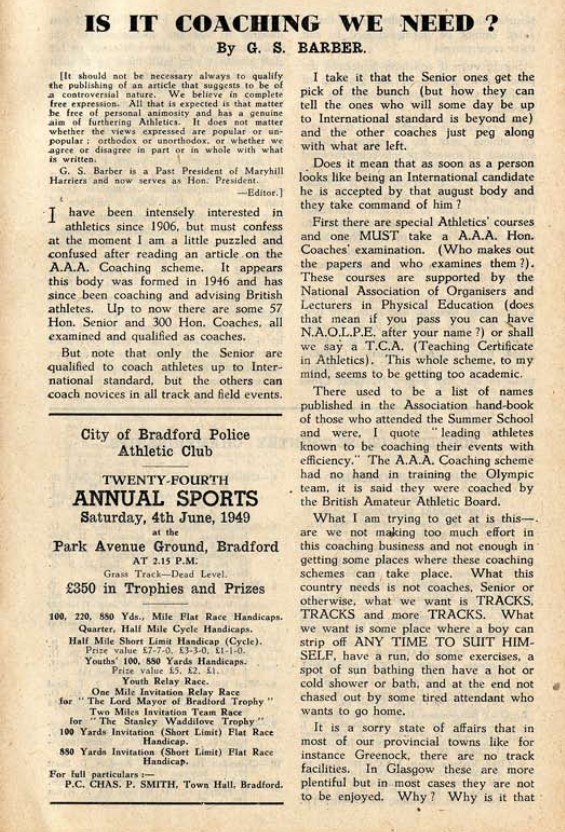 IS IT COACHING WE NEED ?
By G. S. BARBER.
[It should not be necessary always to qualify
the publishing of an article that suggests to be of
a controversial nature. We believe in complete
free expression. All that is expected is that matter
be free of personal animosity and has a genuine
aim of furthering Athletics. It does not matter
whether the views expressed are popular or un-
popular ; orthodox or unorthodox, or whether we
agree or disagree in part or in whole with what
is written.
G. S. Barber is a Past President of Maryhill
Harriers and now serves as Hon. President.
—Editor.]
I have been intensely interested in
athletics since 1906, but must confess
at the moment I am a little puzzled and
confused after reading an article on the
A.A.A. Coaching scheme. It appears
this body was formed in 1946 and has
since been coaching and advising British
athletes. Up to now there are some 57
Hon. Senior and 300 Hon. Coaches, all
examined and qualified as coaches.
But note that only the Senior are
qualified to coach athletes up to Inter-
national standard, but the others can
coach novices in all track and field events.
City of Bradford Police
Athletic Club
TWENTY-FOURTH
ANNUAL SPORTS
Saturday, 4th June, 1949
at the
Park Avenue Ground, Bradford
AT 2.15 P.M.
Grass Track—Dead Level.
£350 in Trophies and Prizes
100, 220, 880 Yds., Mile Flat Race Handicaps.
Quarter, Half Mile Cycle Handicaps.
Half Mile Short Limit Handicap (Cycle).
Prize value £7-7-0, £3-3-0, £1-1-0.
Youths' 100, 880 Yards Handicaps.
Prize value £5, £2, £1.
Youth Relay Race.
One Mile Invitation Relay Race
for "The Lord Mayor of Bradford Trophy"
Two Miles Invitation Team Race
for "The Stanley Waddilove Trophy"
100 Yards Invitation (Short Limit) Flat Race
Handicap.
880 Yards Invitation (Short Limit) Flat Race
Handicap.
For full particulars :—
P.C. CHAS. P. SMITH, Town Hall, Bradford.
I take it that the Senior ones get the
pick of the bunch (but how they can
tell the ones who will some day be up
to International standard is beyond me)
and the other coaches just peg along
with what are left.
Does it mean that as soon as a person
looks like being an International candidate
he is accepted by that august body and
they take command of him ?
First there are special Athletics' courses
and one MUST take a A.A.A. Hon.
Coaches' examination. (Who makes out
the papers and who examines them ?).
These courses are supported by the
National Association of Organisers and
Lecturers in Physical Education (does
that mean if you pass you can have
N.A.O.L.P.E. after your name ?) or shall
we say a T.C.A. (Teaching Certificate
in Athletics). This whole scheme, to my
mind, seems to be getting too academic.
There used to be a list of names
published in the Association hand-book
of those who attended the Summer School
and were, I quote "leading athletes
known to be coaching their events with
efficiency." The A.A.A. Coaching scheme
had no hand in training the Olympic
team, it is said they were coached by
the British Amateur Athletic Board.
What I am trying to get at is this—.
are we not making too much effort in
this coaching business and not enough in
getting some places where these coaching
schemes can take place. What this
country needs is not coaches, Senior or
otherwise, what we want is TRACKS,
TRACKS and more TRACKS. What
we want is some place where a boy can
strip off ANY TIME TO SUIT HIM-
SELF, have a run, do some exercises, a
spot of sun bathing then have a hot or
cold shower or bath, and at the end not
chased out by some tired attendant who
wants to go home.
It is a sorry state of affairs that in
most of our provincial towns like for
instance Greenock, there are no track
facilities. In Glasgow these are more
plentiful but in most cases they are not
to be enjoyed. Why ? Why is it that